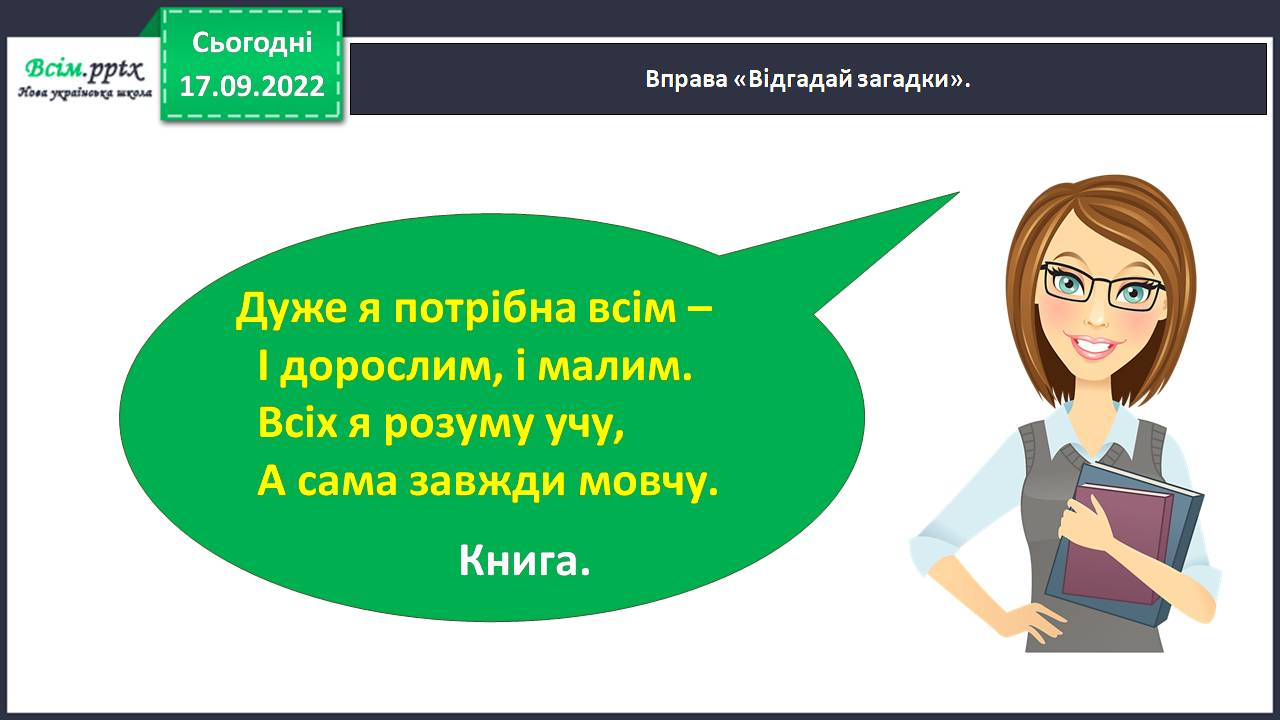 Всім.pptx
Нова українська школа
Сьогодні
17.09.2022
Вправа «Відгадай загадки».
Дуже я потрібна всім –
І дорослим, і малим.
Всіх я розуму учу,
А сама завжди мовчу.
Книга.